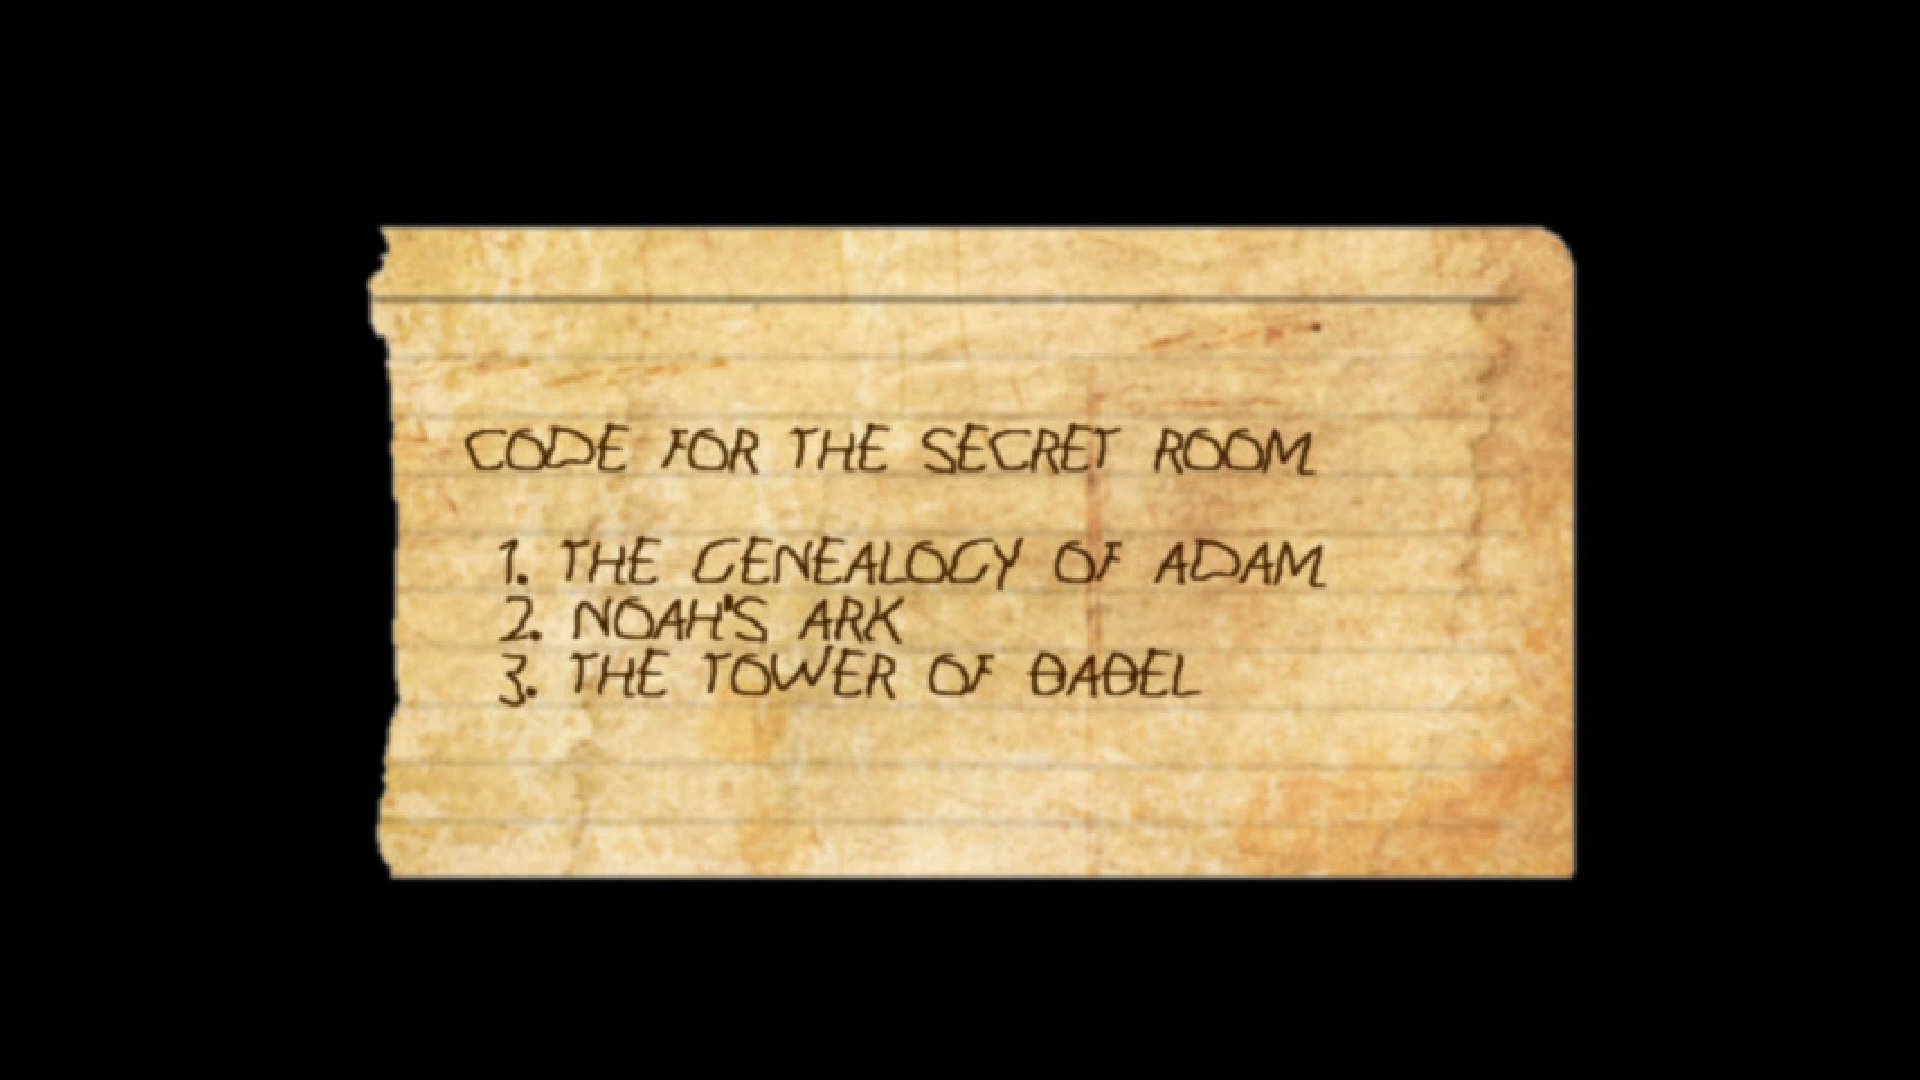 CODE FOR THE SECRET ROOM
1. THE GENEALOGY OF ADAM
2. NOAH'S ARK
3. THE TOWER OF BABEL